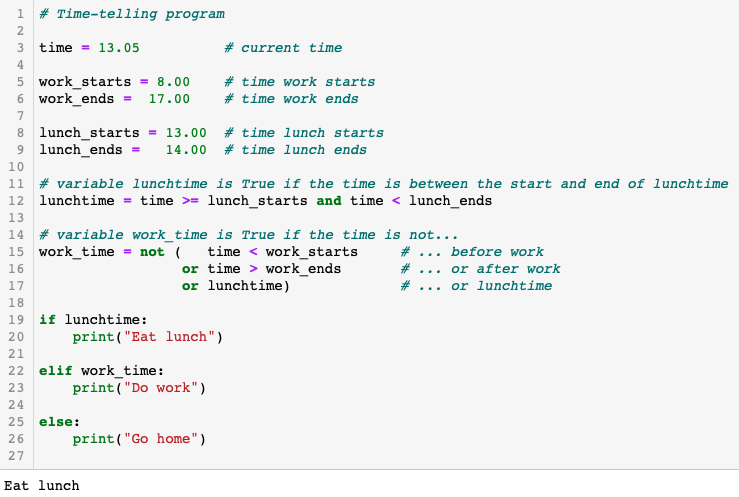 1 # Time-telling program
2
3 time = 13.05 # current time
4
5 work_starts = 8.00 # time work starts
6 work_ends = 17.00 # time work ends
7
8 lunch_starts = 13.00 # time lunch starts
9 lunch_ends = 14.00 # time lunch ends
10
11 # variable lunchtime is True if the time is between the start and end of lunchtime
12 lunchtime = time >= lunch_starts and time < lunch_ends
13
14 # variable work_time is True if the time is not...
15 work_time = not ( time < work_starts # ... before work
16 or time > work_ends # ... or after work
17 or lunchtime) # ... or lunchtime
18
19 if lunchtime:
20 print("Eat lunch")
21
22 elif work_time:
23 print("Do work")
24
25 else:
26 print("Go home")
27
Eat lunch